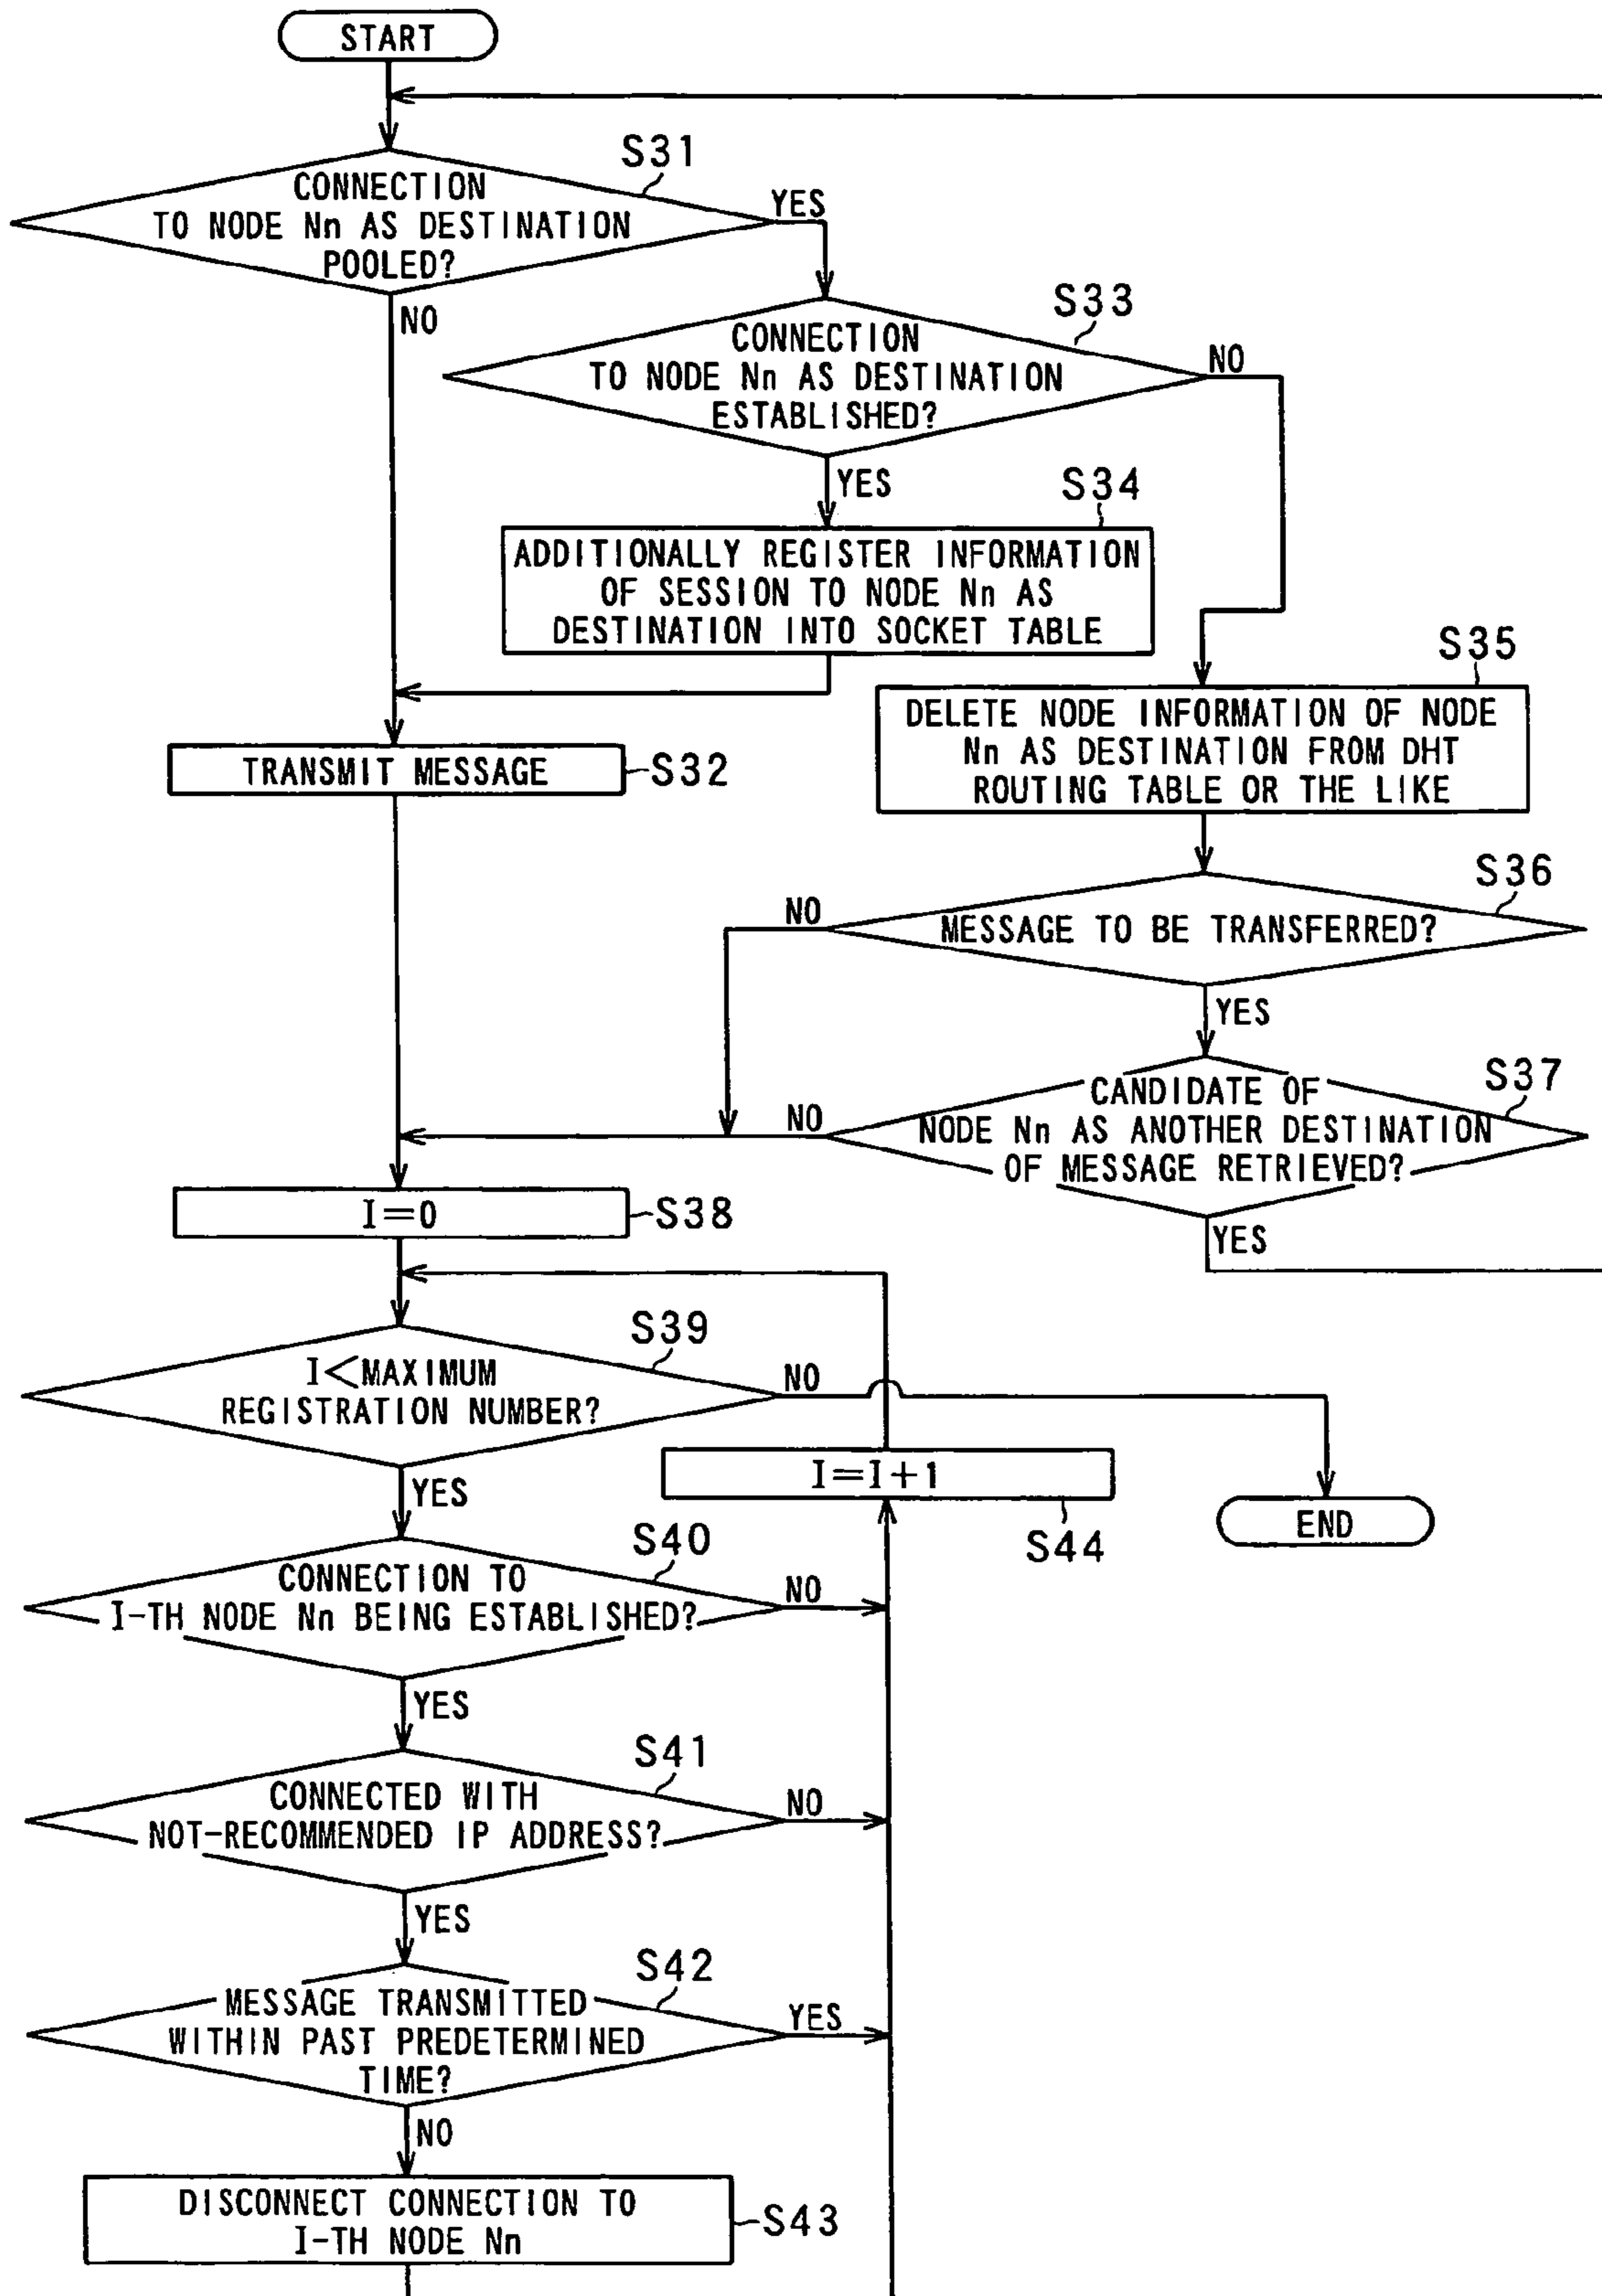 START
S31
CONNECTION
TO NODE Nn AS DESTINATION
POOLED?
YES
NO
S33
CONNECTION
TO NODE Nn AS DESTINATION
ESTABLISHED?
NO
YES
S34
ADDITIONALLY REGISTER INFORMATION
OF SESSION TO NODE Nn AS
DESTINATION INTO SOCKET TABLE
S35
DELETE NODE INFORMATION OF NODE
Nn AS DESTINATION FROM DHT
ROUTING TABLE OR THE LIKE
TRANSMIT MESSAGE
S32
S36
NO
MESSAGE TO BE TRANSFERRED?
YES
S37
CANDIDATE OF
NODE Nn AS ANOTHER DESTINATION
OF MESSAGE RETRIEVED?
NO
YES
I=0
S38
S39
I<MAXIMUM
REGISTRATION NUMBER?
NO
YES
I=I+1
S44
END
S40
CONNECTION TO
I-TH NODE Nn BEING ESTABLISHED?
NO
YES
S41
CONNECTED WITH
NOT-RECOMMENDED IP ADDRESS?
NO
YES
S42
MESSAGE TRANSMITTED
WITHIN PAST PREDETERMINED
TIME?
YES
NO
DISCONNECT CONNECTION TO
I-TH NODE Nn
S43